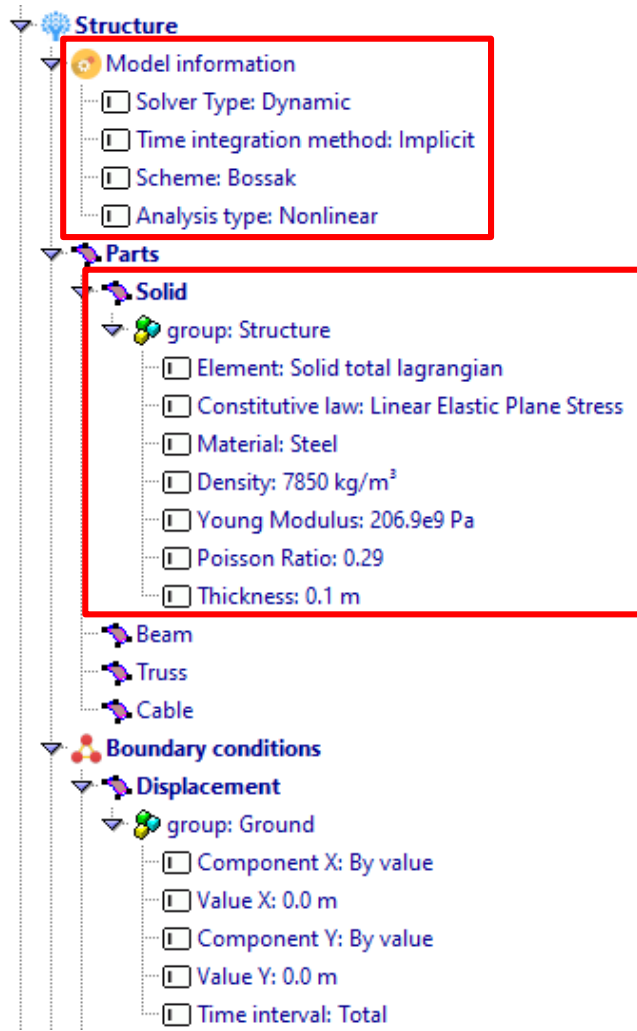 Structure
Model information
Solver Type: Dynamic
Time integration method: Implicit
Scheme: Bossak
Analysis type: Nonlinear
Parts
Solid
group: Structure
Element: Solid total lagrangian
Constitutive law: Linear Elastic Plane Stress
Material: Steel
Density: 7850 kg/m³
Young Modulus: 206.9e9 Pa
Poisson Ratio: 0.29
Thickness: 0.1 m
Beam
Truss
Cable
Boundary conditions
Displacement
group: Ground
Component X: By value
Value X: 0.0 m
Component Y: By value
Value Y: 0.0 m
Time interval: Total